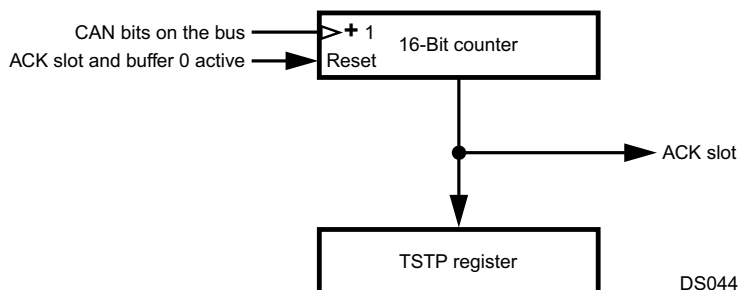 CAN bits on the bus
+ 1
16-Bit counter
ACK slot and buffer 0 active
Reset
ACK slot
TSTP register
DS044